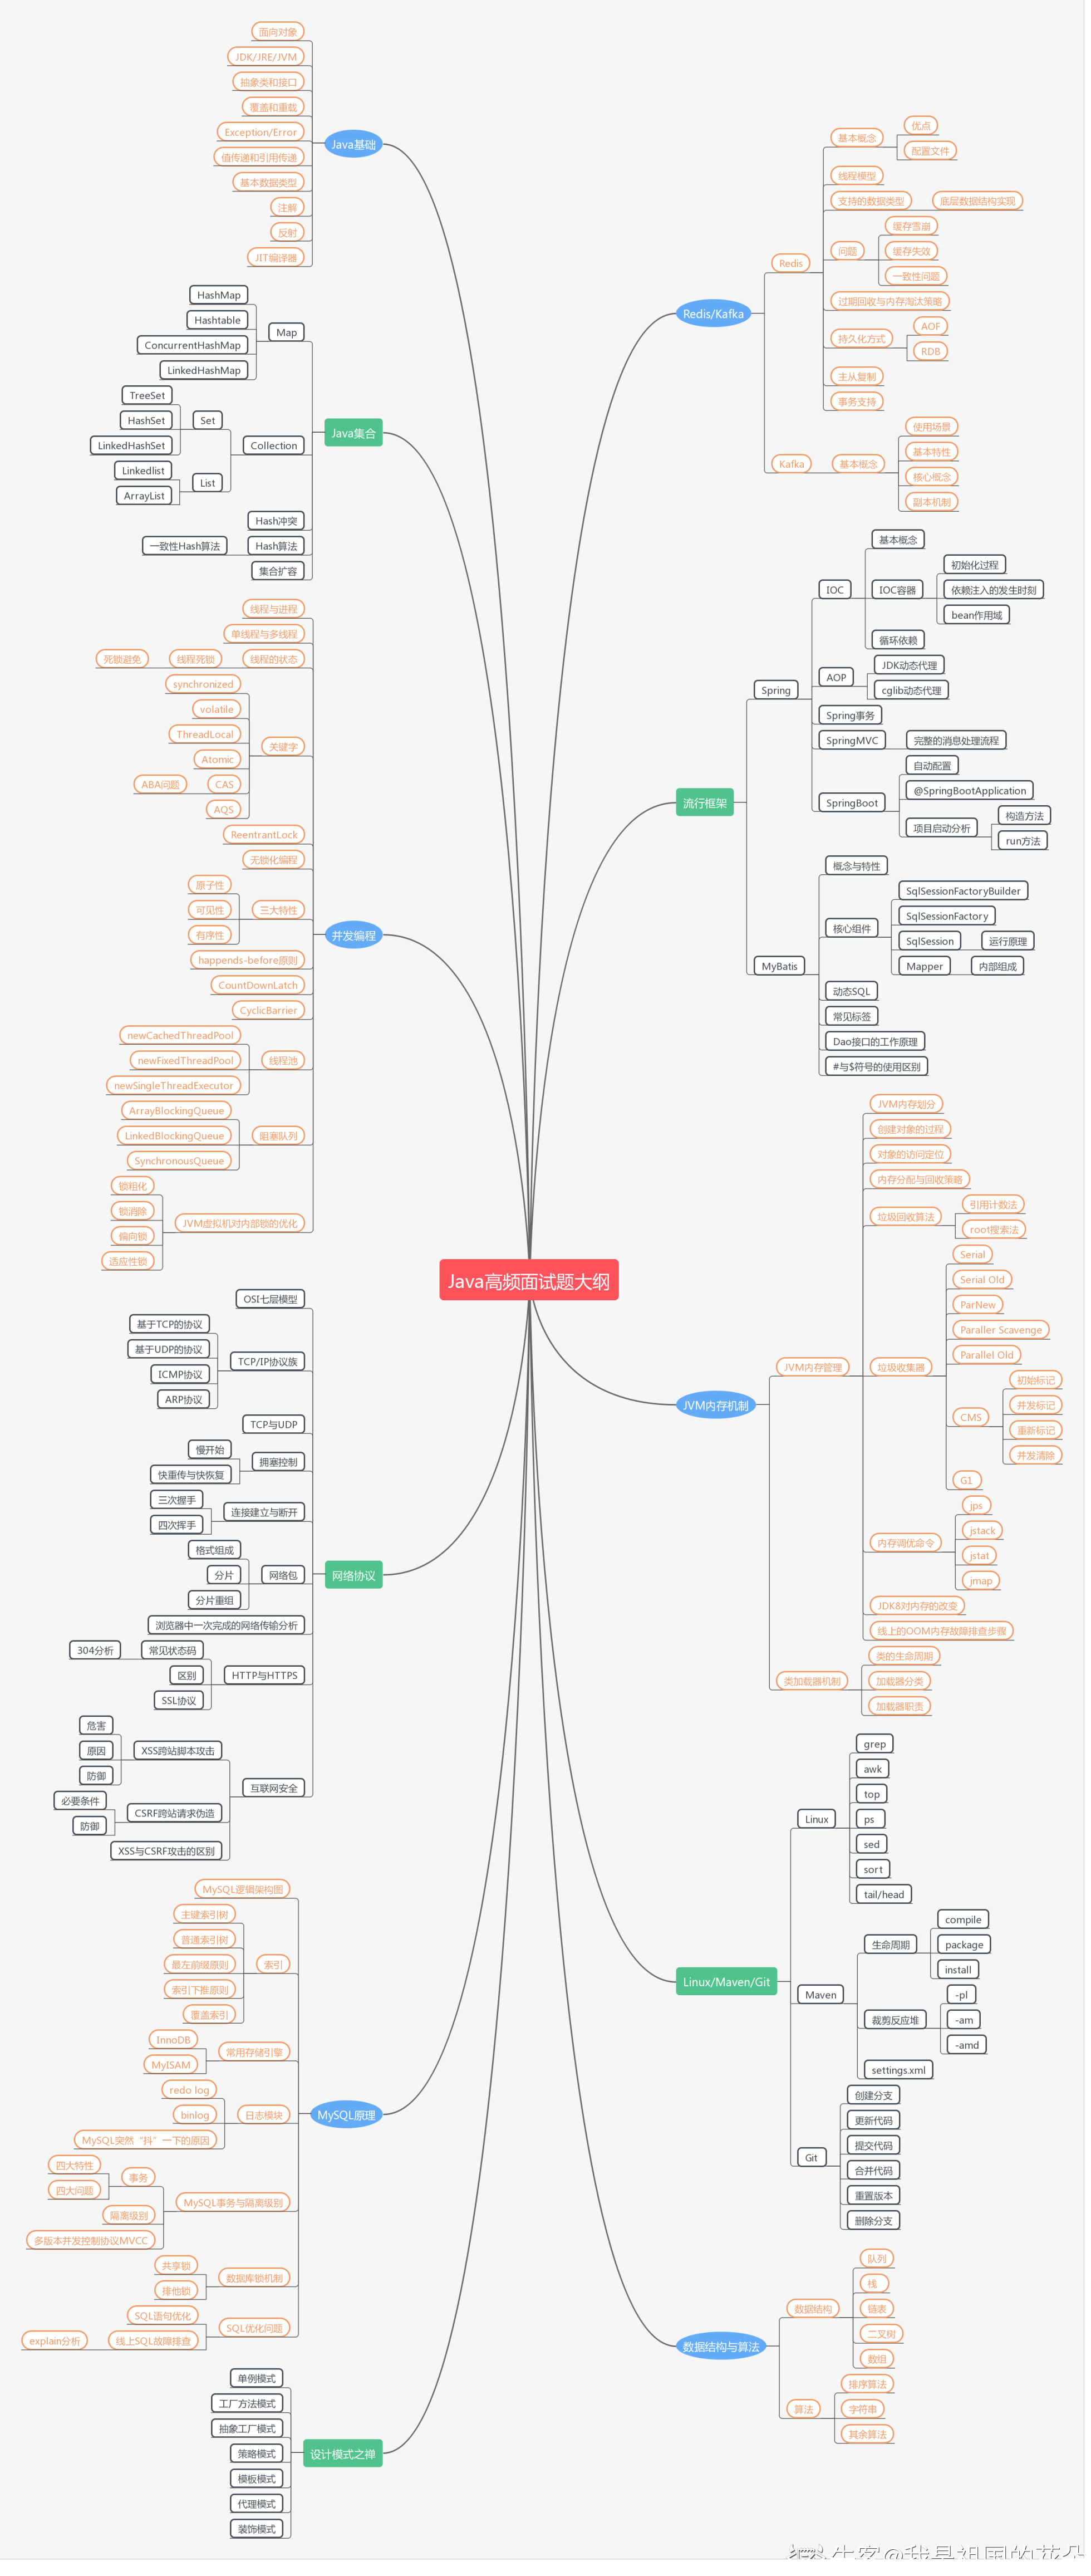 Java高频面试题大纲
Java基础
面向对象
JDK/JRE/JVM
抽象类和接口
覆盖和重载
Exception/Error
值传递和引用传递
基本数据类型
注解
反射
JIT编译器
Java集合
Map
HashMap
Hashtable
ConcurrentHashMap
LinkedHashMap
Collection
Set
TreeSet
HashSet
LinkedHashSet
List
Linkedlist
ArrayList
Hash冲突
Hash算法
一致性Hash算法
集合扩容
并发编程
线程与进程
单线程与多线程
线程的状态
线程死锁
死锁避免
关键字
synchronized
volatile
ThreadLocal
Atomic
CAS
ABA问题
AQS
ReentrantLock
无锁化编程
三大特性
原子性
可见性
有序性
happends-before原则
CountDownLatch
CyclicBarrier
线程池
newCachedThreadPool
newFixedThreadPool
newSingleThreadExecutor
阻塞队列
ArrayBlockingQueue
LinkedBlockingQueue
SynchronousQueue
JVM虚拟机对内部锁的优化
锁粗化
锁消除
偏向锁
适应性锁
网络协议
OSI七层模型
TCP/IP协议族
基于TCP的协议
基于UDP的协议
ICMP协议
ARP协议
TCP与UDP
拥塞控制
慢开始
快重传与快恢复
连接建立与断开
三次握手
四次挥手
网络包
格式组成
分片
分片重组
浏览器中一次完成的网络传输分析
HTTP与HTTPS
常见状态码
304分析
区别
SSL协议
互联网安全
XSS跨站脚本攻击
危害
原因
防御
CSRF跨站请求伪造
必要条件
防御
XSS与CSRF攻击的区别
MySQL原理
MySQL逻辑架构图
索引
主键索引树
普通索引树
最左前缀原则
索引下推原则
覆盖索引
常用存储引擎
InnoDB
MyISAM
日志模块
redo log
binlog
MySQL突然“抖”一下的原因
MySQL事务与隔离级别
事务
四大特性
四大问题
隔离级别
多版本并发控制协议MVCC
数据库锁机制
共享锁
排他锁
SQL优化问题
SQL语句优化
线上SQL故障排查
explain分析
设计模式之禅
单例模式
工厂方法模式
抽象工厂模式
策略模式
模板模式
代理模式
装饰模式
Redis/Kafka
Redis
基本概念
优点
配置文件
线程模型
支持的数据类型
底层数据结构实现
问题
缓存雪崩
缓存失效
一致性问题
过期回收与内存淘汰策略
持久化方式
AOF
RDB
主从复制
事务支持
Kafka
基本概念
使用场景
基本特性
核心概念
副本机制
流行框架
Spring
IOC
基本概念
IOC容器
初始化过程
依赖注入的发生时刻
bean作用域
循环依赖
AOP
JDK动态代理
cglib动态代理
Spring事务
SpringMVC
完整的消息处理流程
SpringBoot
自动配置
@SpringBootApplication
项目启动分析
构造方法
run方法
MyBatis
概念与特性
核心组件
SqlSessionFactoryBuilder
SqlSessionFactory
SqlSession
运行原理
Mapper
内部组成
动态SQL
常见标签
Dao接口的工作原理
#与$符号的使用区别
JVM内存机制
JVM内存管理
JVM内存划分
创建对象的过程
对象的访问定位
内存分配与回收策略
垃圾回收算法
引用计数法
root搜索法
垃圾收集器
Serial
Serial Old
ParNew
Paraller Scavenge
Parallel Old
CMS
初始标记
并发标记
重新标记
并发清除
G1
内存调优命令
jps
jstack
jstat
jmap
JDK8对内存的改变
线上的OOM内存故障排查步骤
类加载器机制
类的生命周期
加载器分类
加载器职责
Linux/Maven/Git
Linux
grep
awk
top
ps
sed
sort
tail/head
Maven
生命周期
compile
package
install
裁剪反应堆
-pl
-am
-amd
settings.xml
Git
创建分支
更新代码
提交代码
合并代码
重置版本
删除分支
数据结构与算法
数据结构
队列
栈
链表
二叉树
数组
算法
排序算法
字符串
其余算法